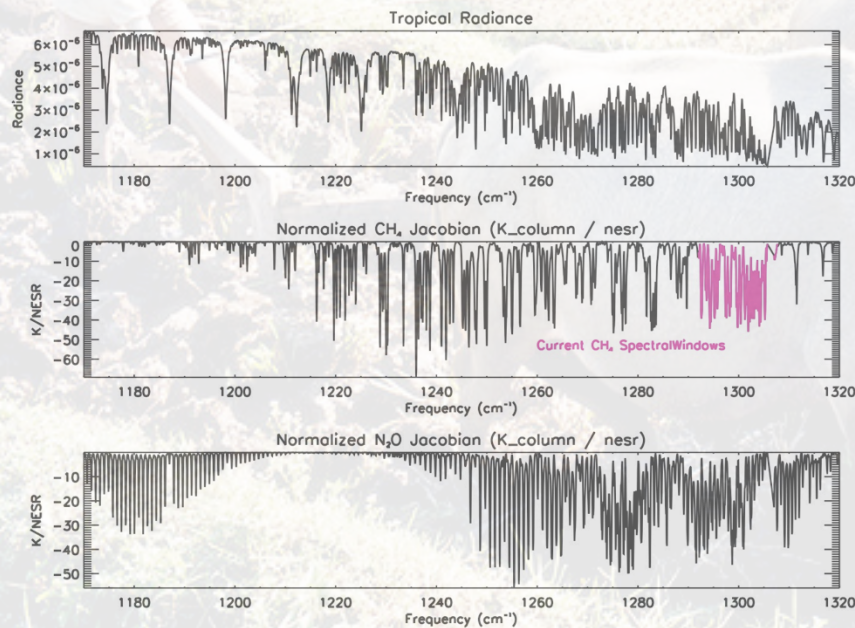 Tropical Radiance
6×10⁻⁶
5×10⁻⁶
4×10⁻⁶
3×10⁻⁶
2×10⁻⁶
1×10⁻⁶
Radiance
1180 1200 1220 1240 1260 1280 1300 1320
Frequency (cm⁻¹)
Normalized CH₄ Jacobian (K_column / nesr)
0
-10
-20
-30
-40
-50
-60
K/NESR
Current CH₄ SpectralWindows
1180 1200 1220 1240 1260 1280 1300 1320
Frequency (cm⁻¹)
Normalized N₂O Jacobian (K_column / nesr)
-10
-20
-30
-40
-50
K/NESR
1180 1200 1220 1240 1260 1280 1300 1320
Frequency (cm⁻¹)